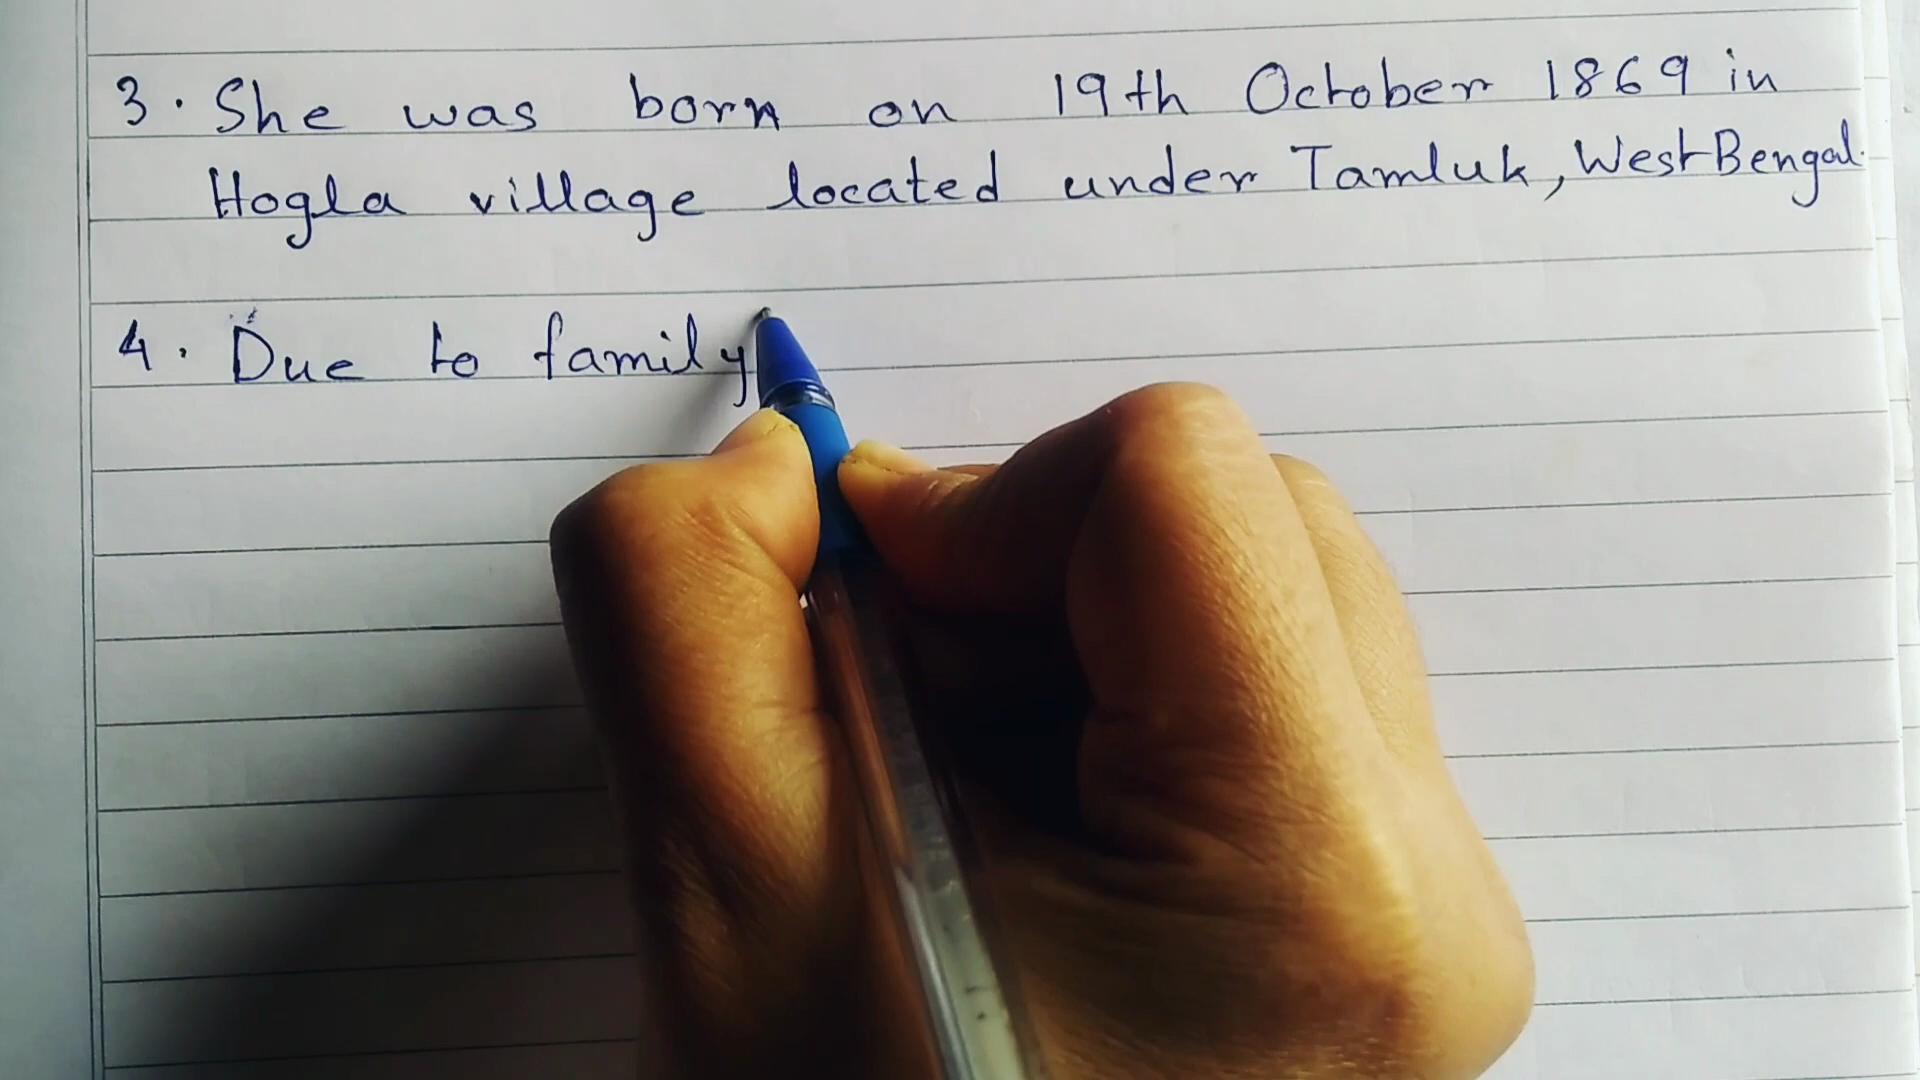 3. She was born on 19th October 1869 in
Hogla village located under Tamluk, West Bengal.
4. Due to family